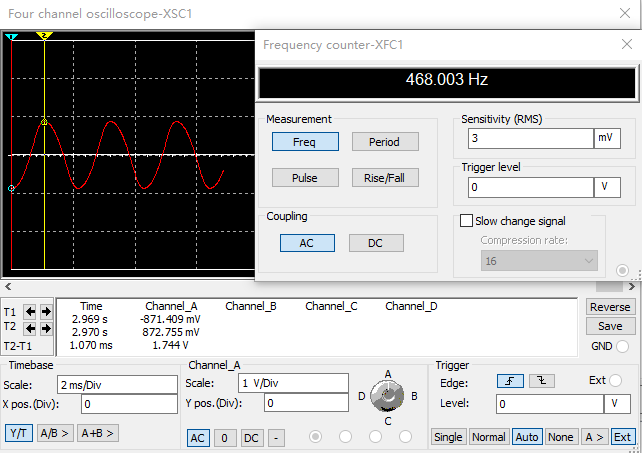 Four channel oscilloscope-XSC1
1
2
Frequency counter-XFC1
468.003 Hz
Measurement
Freq
Period
Pulse
Rise/Fall
Coupling
AC
DC
Sensitivity (RMS)
3
mV
Trigger level
0
V
Slow change signal
Compression rate:
16
T1
T2
T2-T1
Time Channel_A Channel_B Channel_C Channel_D
2.969 s -871.409 mV
2.970 s 872.755 mV
1.070 ms 1.744 V
Reverse
Save
GND
Timebase
Scale: 2 ms/Div
X pos.(Div): 0
Y/T A/B > A+B >
Channel_A
Scale: 1 V/Div
Y pos.(Div): 0
AC 0 DC -
A
B
C
D
Trigger
Edge:
Ext
Level: 0 V
Single Normal Auto None A > Ext